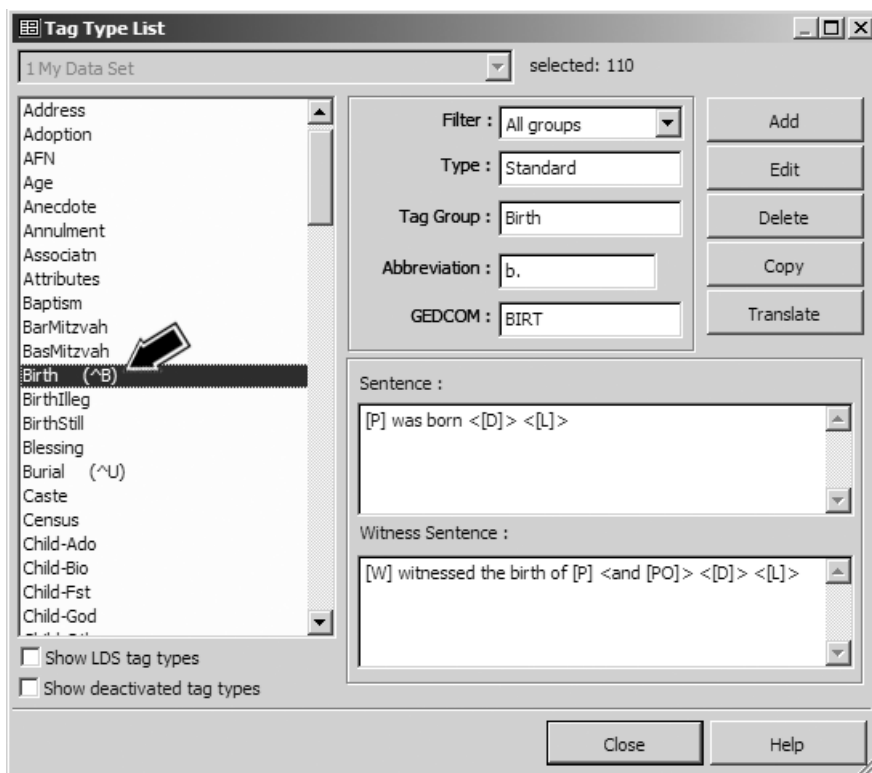 Tag Type List
1 My Data Set
selected: 110
Address
Adoption
AFN
Age
Anecdote
Annulment
Associatn
Attributes
Baptism
BarMitzvah
BasMitzvah
Birth (^B)
BirthIlleg
BirthStill
Blessing
Burial (^U)
Caste
Census
Child-Ado
Child-Bio
Child-Fst
Child-God
Show LDS tag types
Show deactivated tag types
Filter : All groups
Type : Standard
Tag Group : Birth
Abbreviation : b.
GEDCOM : BIRT
Add
Edit
Delete
Copy
Translate
Sentence :
[P] was born <[D]> <[L]>
Witness Sentence :
[W] witnessed the birth of [P] <and [PO]> <[D]> <[L]>
Close
Help